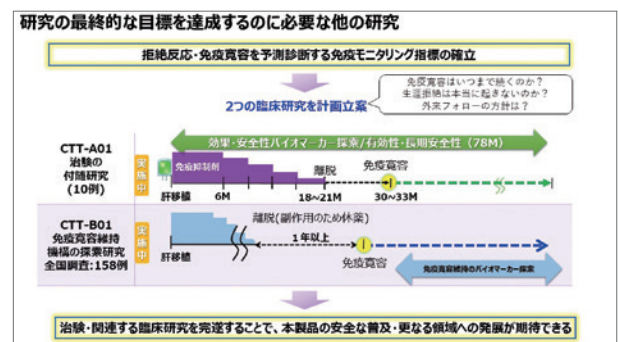 研究の最終的な目標を達成するのに必要な他の研究
拒絶反応・免疫寛容を予測診断する免疫モニタリング指標の確立
2つの臨床研究を計画立案
免疫寛容はいつまで続くのか?
生涯拒絶は本当に起きないのか?
外来フォローの方針は?
CTT-A01
治験の
付随研究
(10例)
実施中
効果・安全性バイオマーカー探索/有効性・長期安全性(78M)
免疫抑制剤
離脱
免疫寛容
肝移植
6M
18~21M
30~33M
CTT-B01
免疫寛容維持
機構の探索研究
全国調査:158例
実施中
離脱(副作用のため休薬)
1年以上
肝移植
免疫寛容
免疫寛容維持のバイオマーカー探索
治験・関連する臨床研究を完遂することで、本製品の安全な普及・更なる領域への発展が期待できる